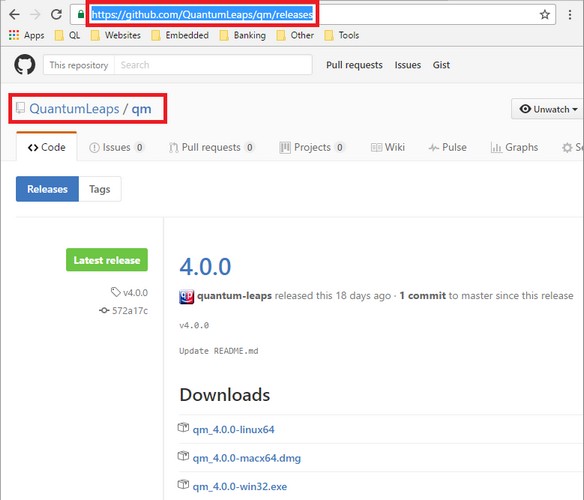 https://github.com/QuantumLeaps/qm/releases
Apps QL Websites Embedded Banking Other Tools
This repository Search Pull requests Issues Gist
QuantumLeaps / qm Unwatch
Code Issues 0 Pull requests 0 Projects 0 Wiki Pulse Graphs
Releases Tags
Latest release
4.0.0
v4.0.0
quantum-leaps released this 18 days ago · 1 commit to master since this release
572a17c
v4.0.0
Update README.md
Downloads
qm_4.0.0-linux64
qm_4.0.0-macx64.dmg
qm_4.0.0-win32.exe